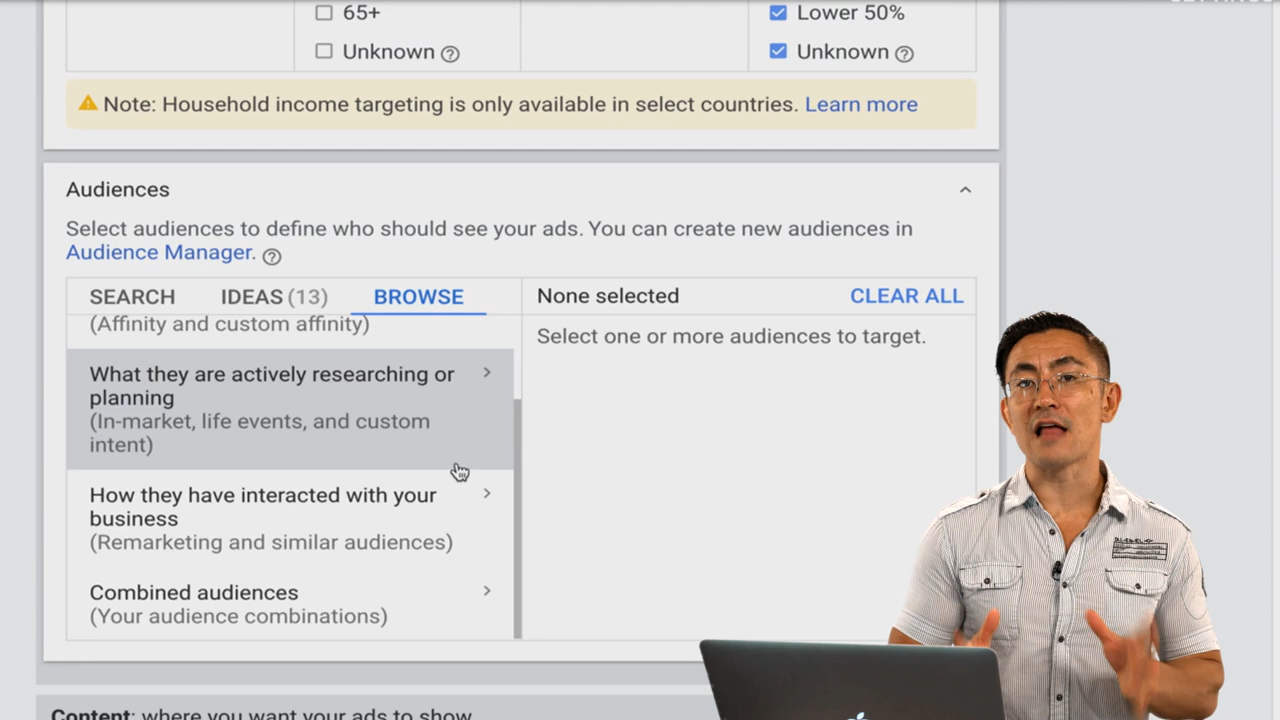 65+
Lower 50%
Unknown
Unknown
Note: Household income targeting is only available in select countries. Learn more
Audiences
Select audiences to define who should see your ads. You can create new audiences in
Audience Manager.
SEARCH
IDEAS (13)
BROWSE
None selected
CLEAR ALL
(Affinity and custom affinity)
Select one or more audiences to target.
What they are actively researching or
planning
(In-market, life events, and custom
intent)
How they have interacted with your
business
(Remarketing and similar audiences)
Combined audiences
(Your audience combinations)
Content: where you want your ads to show